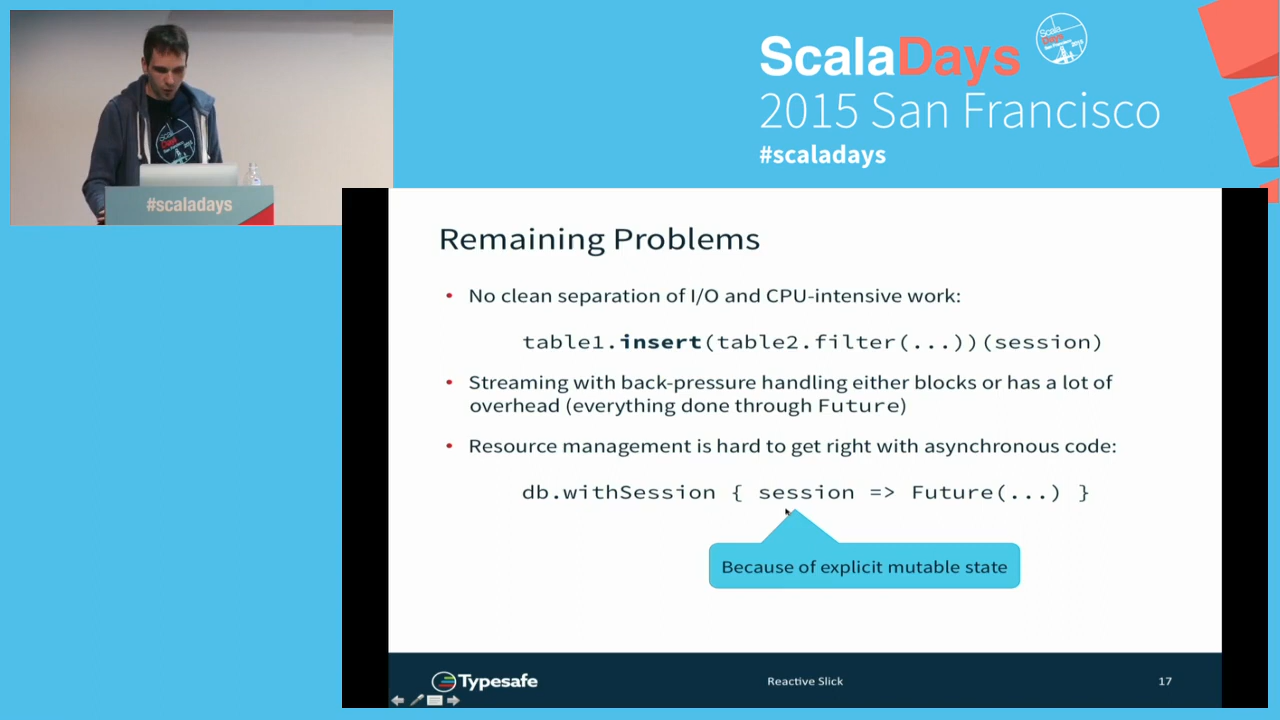 ScalaDays
2015 San Francisco
#scaladays
#scaladays
Remaining Problems
• No clean separation of I/O and CPU-intensive work:
table1.insert(table2.filter(...))(session)
• Streaming with back-pressure handling either blocks or has a lot of
overhead (everything done through Future)
• Resource management is hard to get right with asynchronous code:
db.withSession { session => Future(...) }
Because of explicit mutable state
Typesafe
Reactive Slick
17